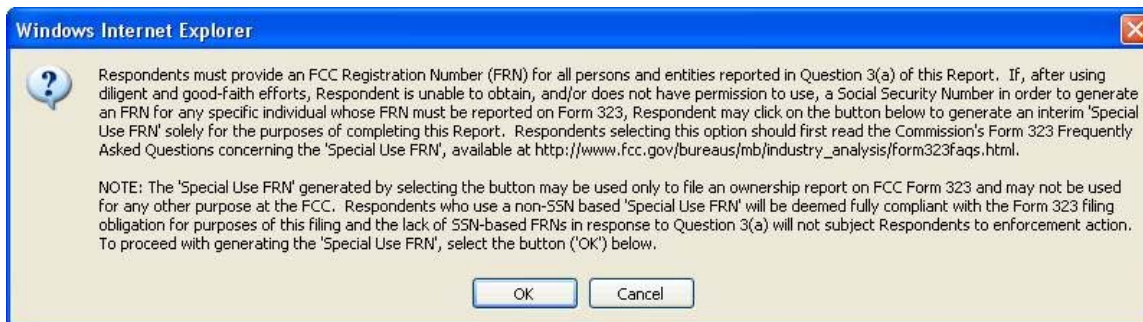 Windows Internet Explorer
Respondents must provide an FCC Registration Number (FRN) for all persons and entities reported in Question 3(a) of this Report. If, after using
diligent and good-faith efforts, Respondent is unable to obtain, and/or does not have permission to use, a Social Security Number in order to generate
an FRN for any specific individual whose FRN must be reported on Form 323, Respondent may click on the button below to generate an interim 'Special
Use FRN' solely for the purposes of completing this Report. Respondents selecting this option should first read the Commission's Form 323 Frequently
Asked Questions concerning the 'Special Use FRN', available at http://www.fcc.gov/bureaus/mb/industry_analysis/form323faqs.html.
NOTE: The 'Special Use FRN' generated by selecting the button may be used only to file an ownership report on FCC Form 323 and may not be used
for any other purpose at the FCC. Respondents who use a non-SSN based 'Special Use FRN' will be deemed fully compliant with the Form 323 filing
obligation for purposes of this filing and the lack of SSN-based FRNs in response to Question 3(a) will not subject Respondents to enforcement action.
To proceed with generating the 'Special Use FRN', select the button ('OK') below.
OK Cancel